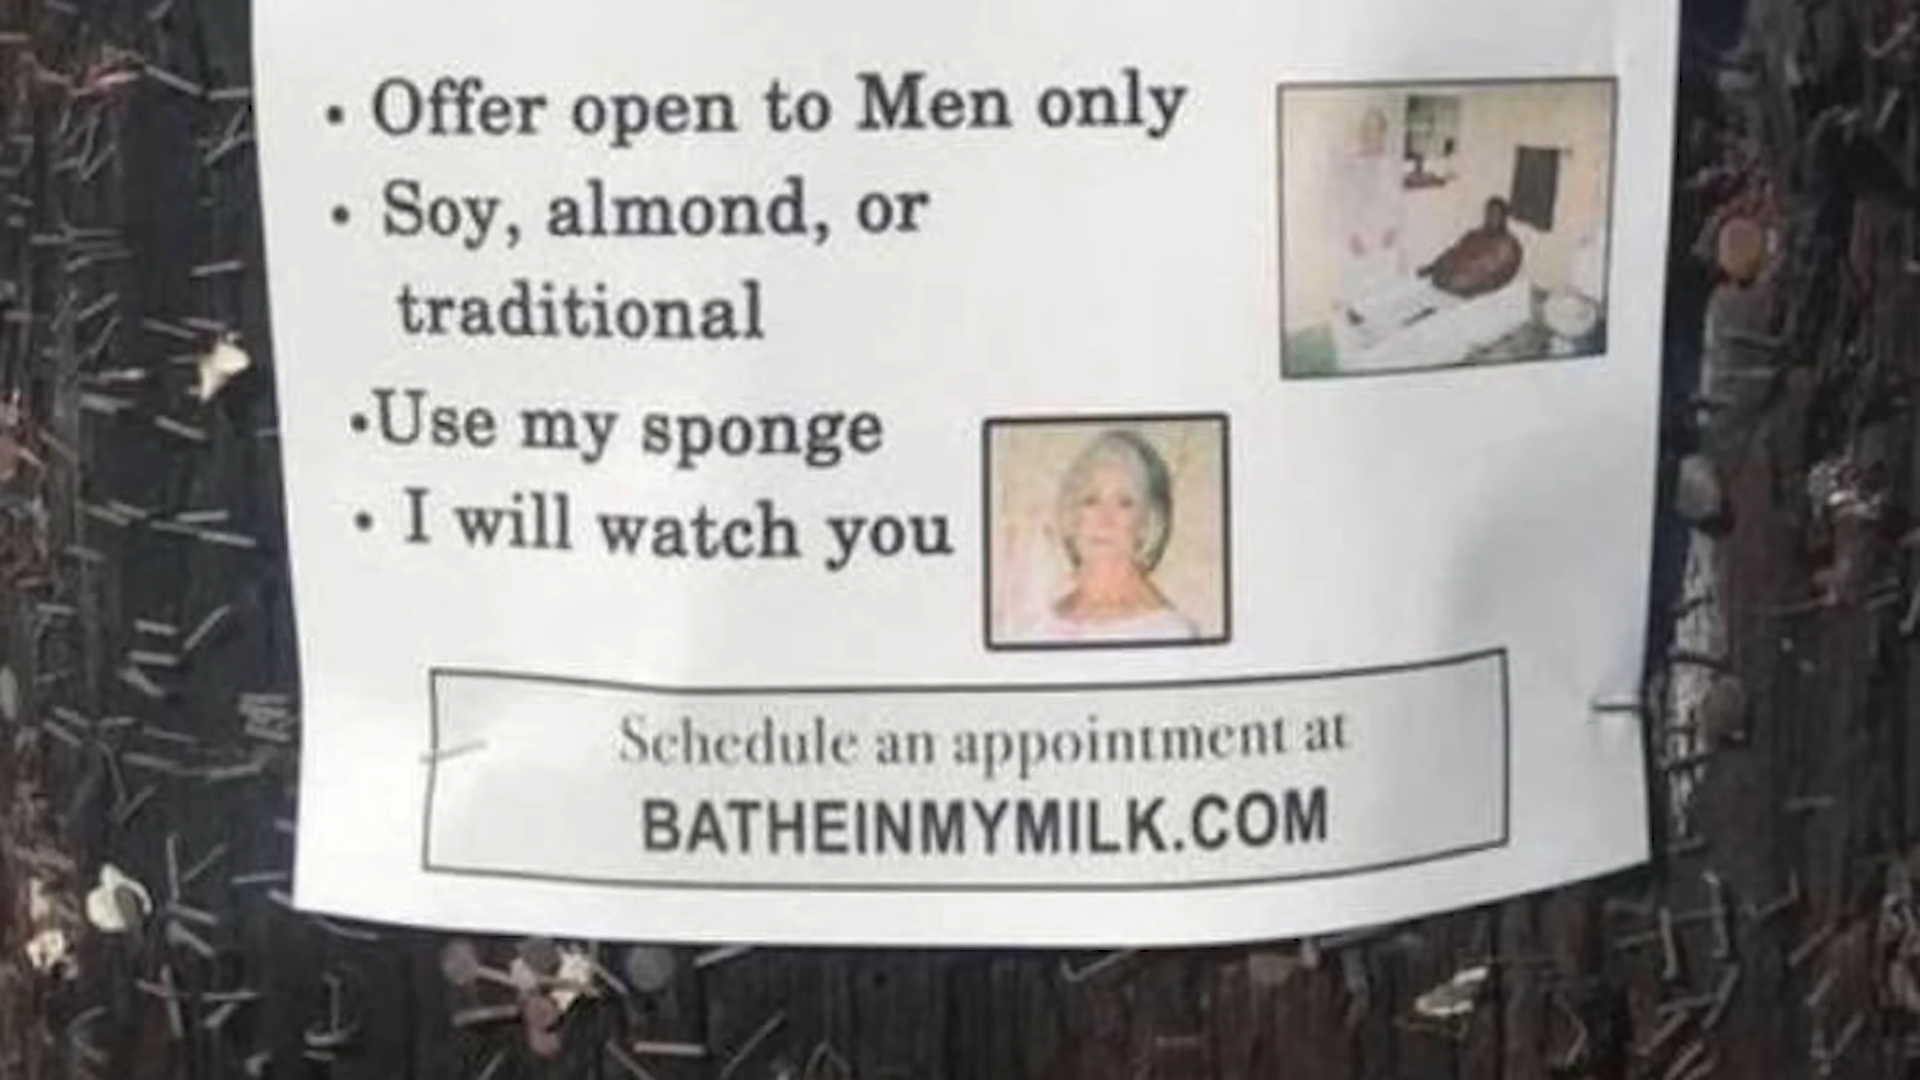 • Offer open to Men only
• Soy, almond, or
traditional
•Use my sponge
• I will watch you
Schedule an appointment at
BATHEINMYMILK.COM